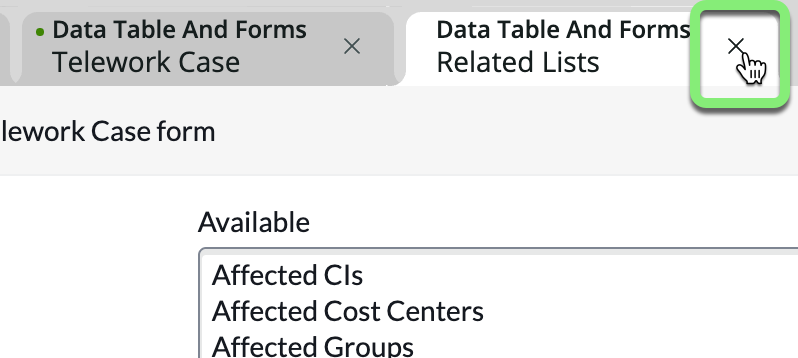 Data Table And Forms
Telework Case
Data Table And Forms
Related Lists
lework Case form
Available
Affected CIs
Affected Cost Centers
Affected Groups